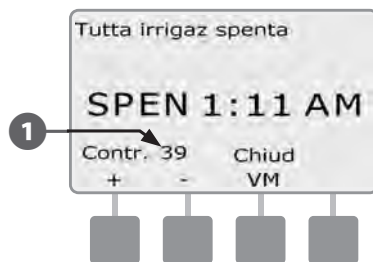 Tutta irrigaz spenta
SPEN 1:11 AM
1
Contr. 39 Chiud
+ - VM